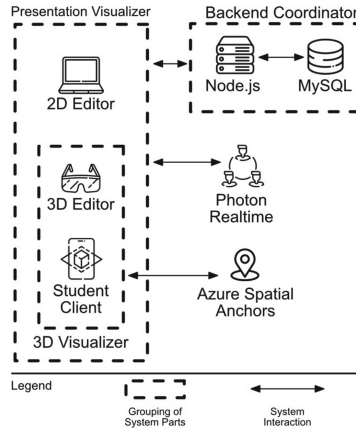 Presentation Visualizer
Backend Coordinator
2D Editor
Node.js
MySQL
3D Editor
Photon
Realtime
Student
Client
Azure Spatial
Anchors
3D Visualizer
Legend
Grouping of
System Parts
System
Interaction